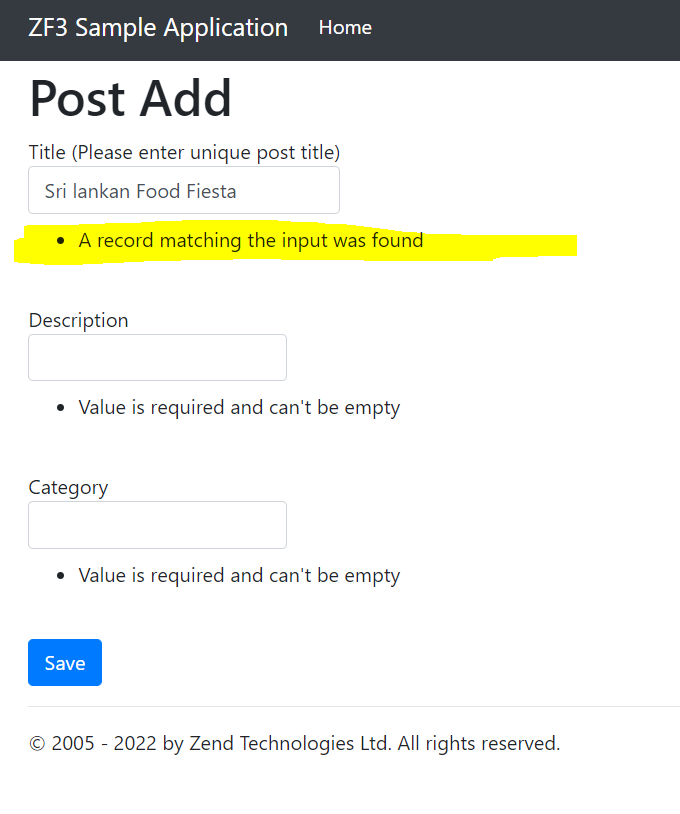 ZF3 Sample Application Home
Post Add
Title (Please enter unique post title)
Sri lankan Food Fiesta
• A record matching the input was found
Description
• Value is required and can't be empty
Category
• Value is required and can't be empty
Save
© 2005 - 2022 by Zend Technologies Ltd. All rights reserved.